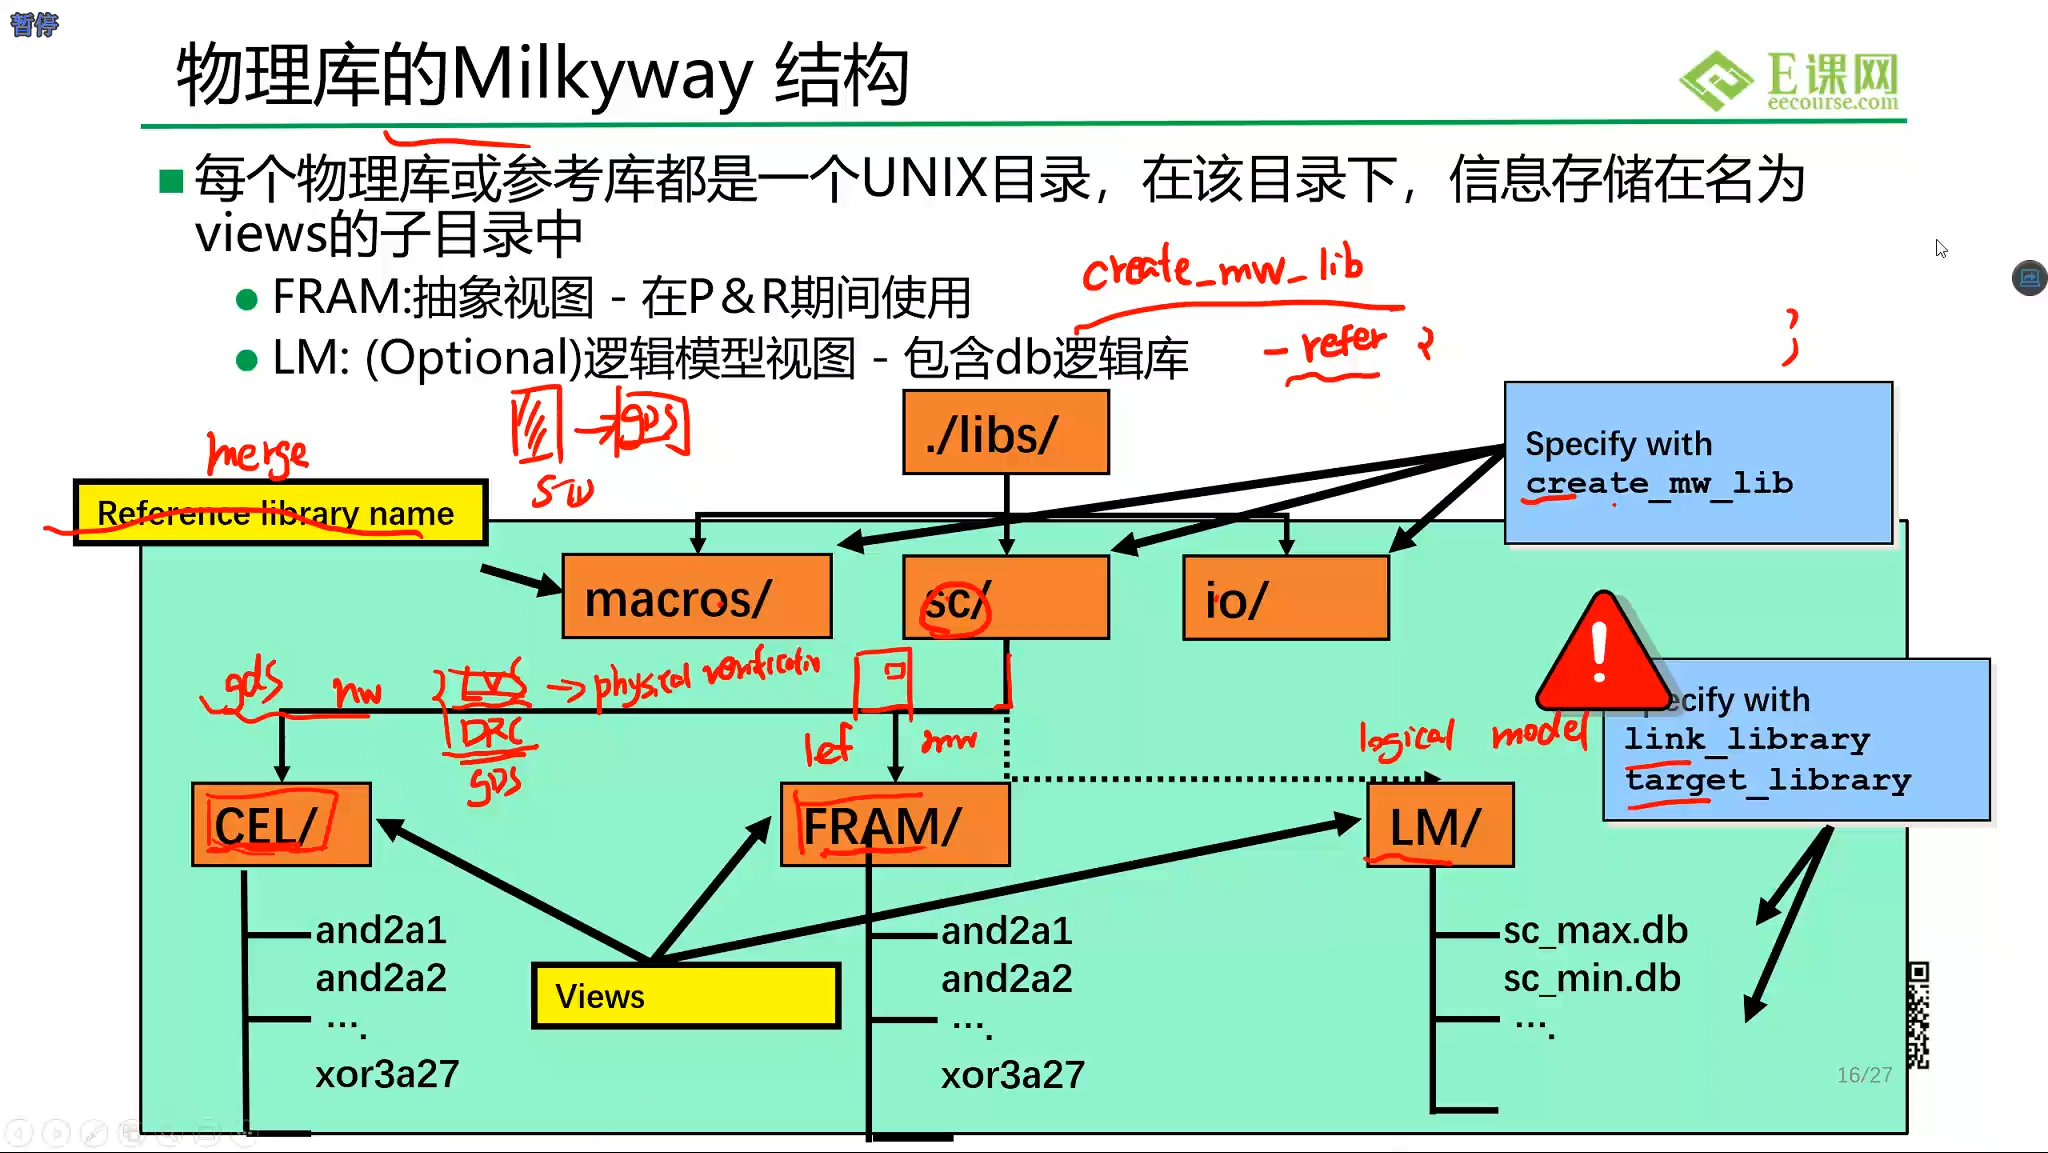 暂停
物理库的Milkyway 结构
E课网
eecourse.com
每个物理库或参考库都是一个UNIX目录，在该目录下，信息存储在名为
views的子目录中
create_mw_lib
FRAM:抽象视图 - 在P&R期间使用
- refer {
}
LM: (Optional)逻辑模型视图 - 包含db逻辑库
merge
gds
./libs/
Specify with
create_mw_lib
Reference library name
macros/
sc/
io/
gds
mw
LVS
physical verification
DRC
gds
lef
mw
logical model
ecify with
link_library
target_library
CEL/
FRAM/
LM/
and2a1
and2a2
….
xor3a27
Views
and2a1
and2a2
….
xor3a27
sc_max.db
sc_min.db
….
16/27